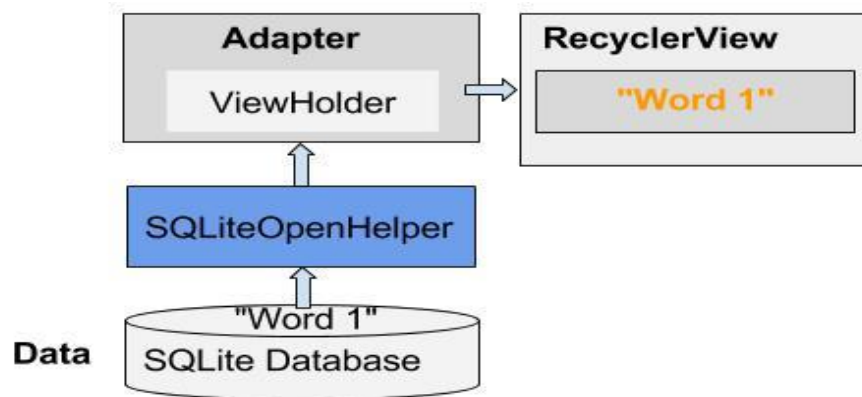 Adapter
ViewHolder
RecyclerView
"Word 1"
SQLiteOpenHelper
"Word 1"
SQLite Database
Data